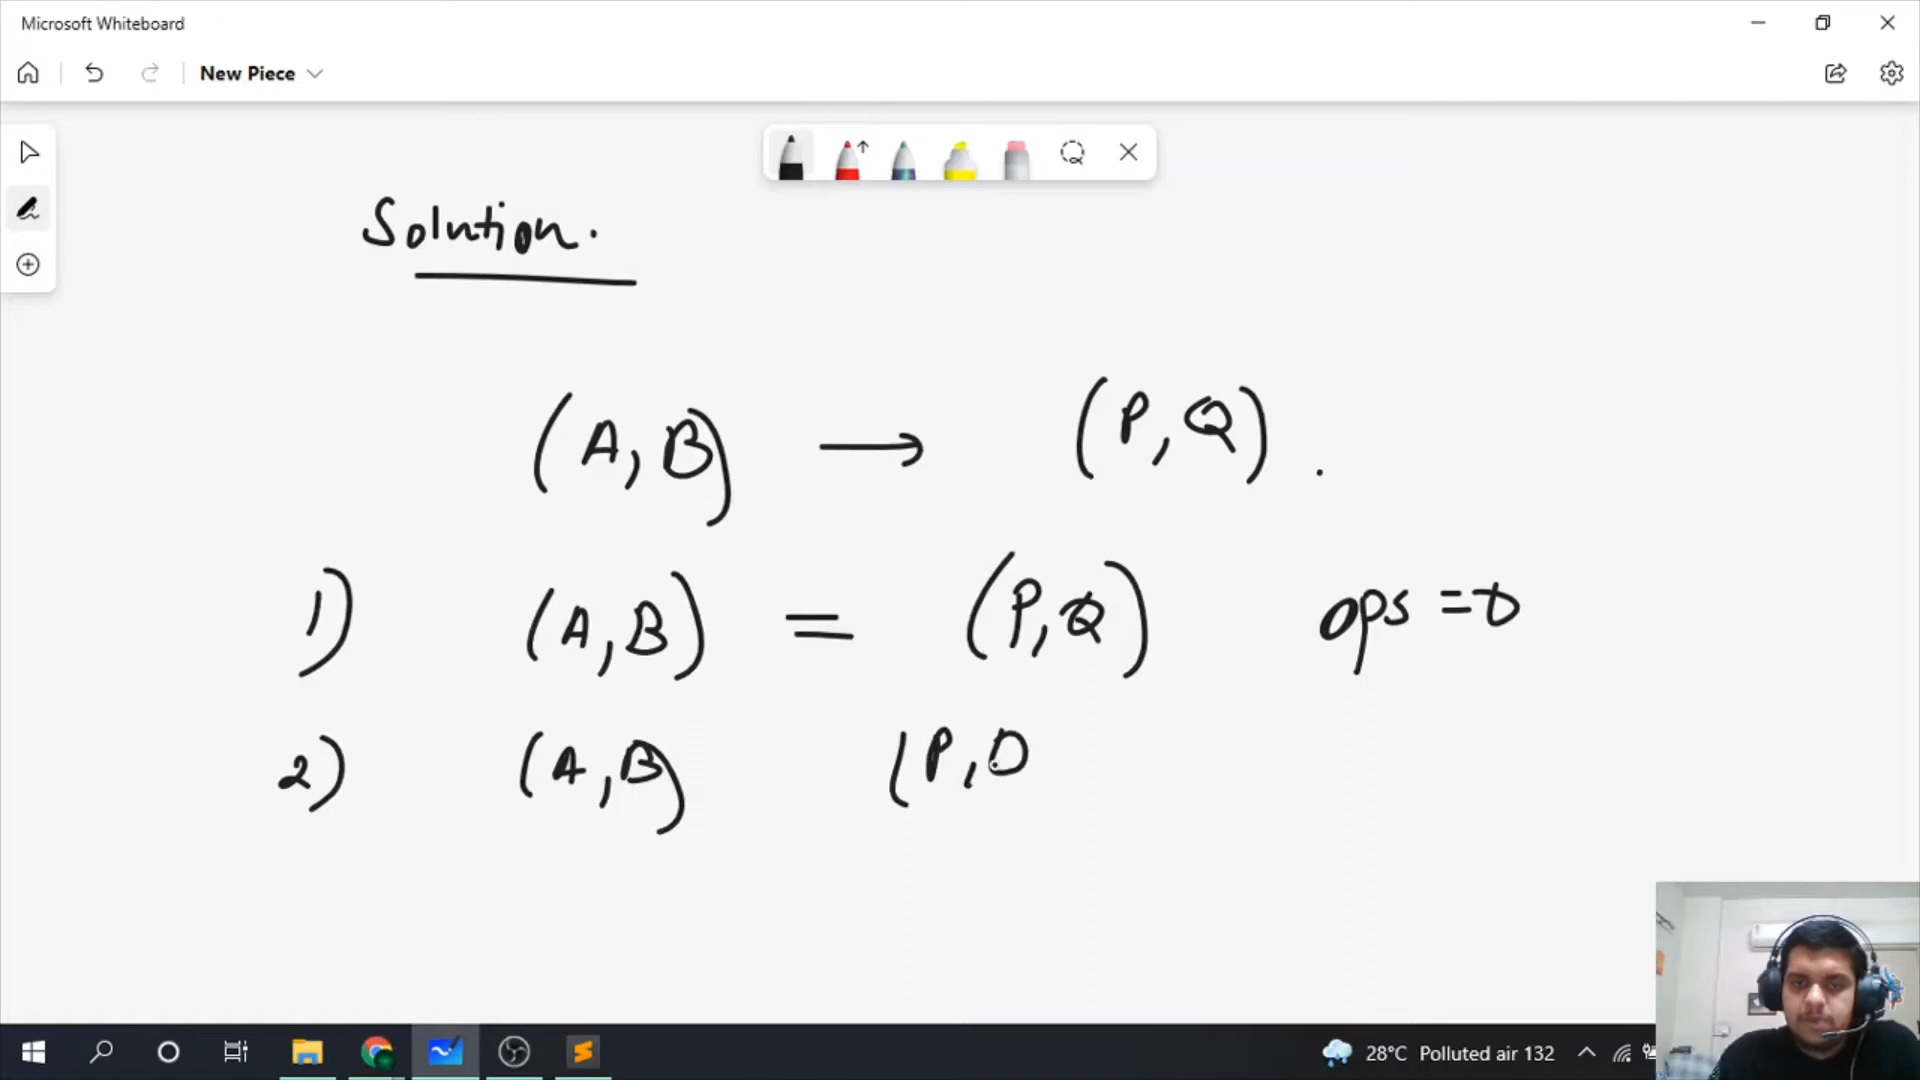 Microsoft Whiteboard
New Piece
Solution.
(A, B) → (P, Q) .
1) (A, B) = (P, Q) ops = 0
2) (A, B) (P, D
28°C Polluted air 132